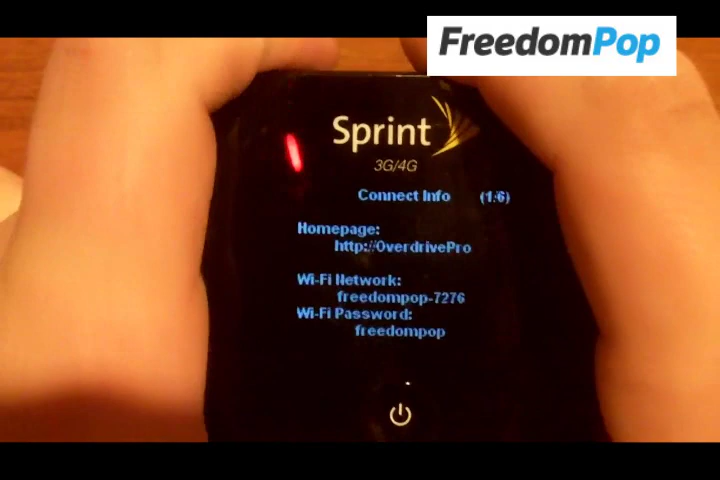 FreedomPop
Sprint
3G/4G
Connect Info (1/6)
Homepage:
http://OverdrivePro
Wi-Fi Network:
freedompop-7276
Wi-Fi Password:
freedompop